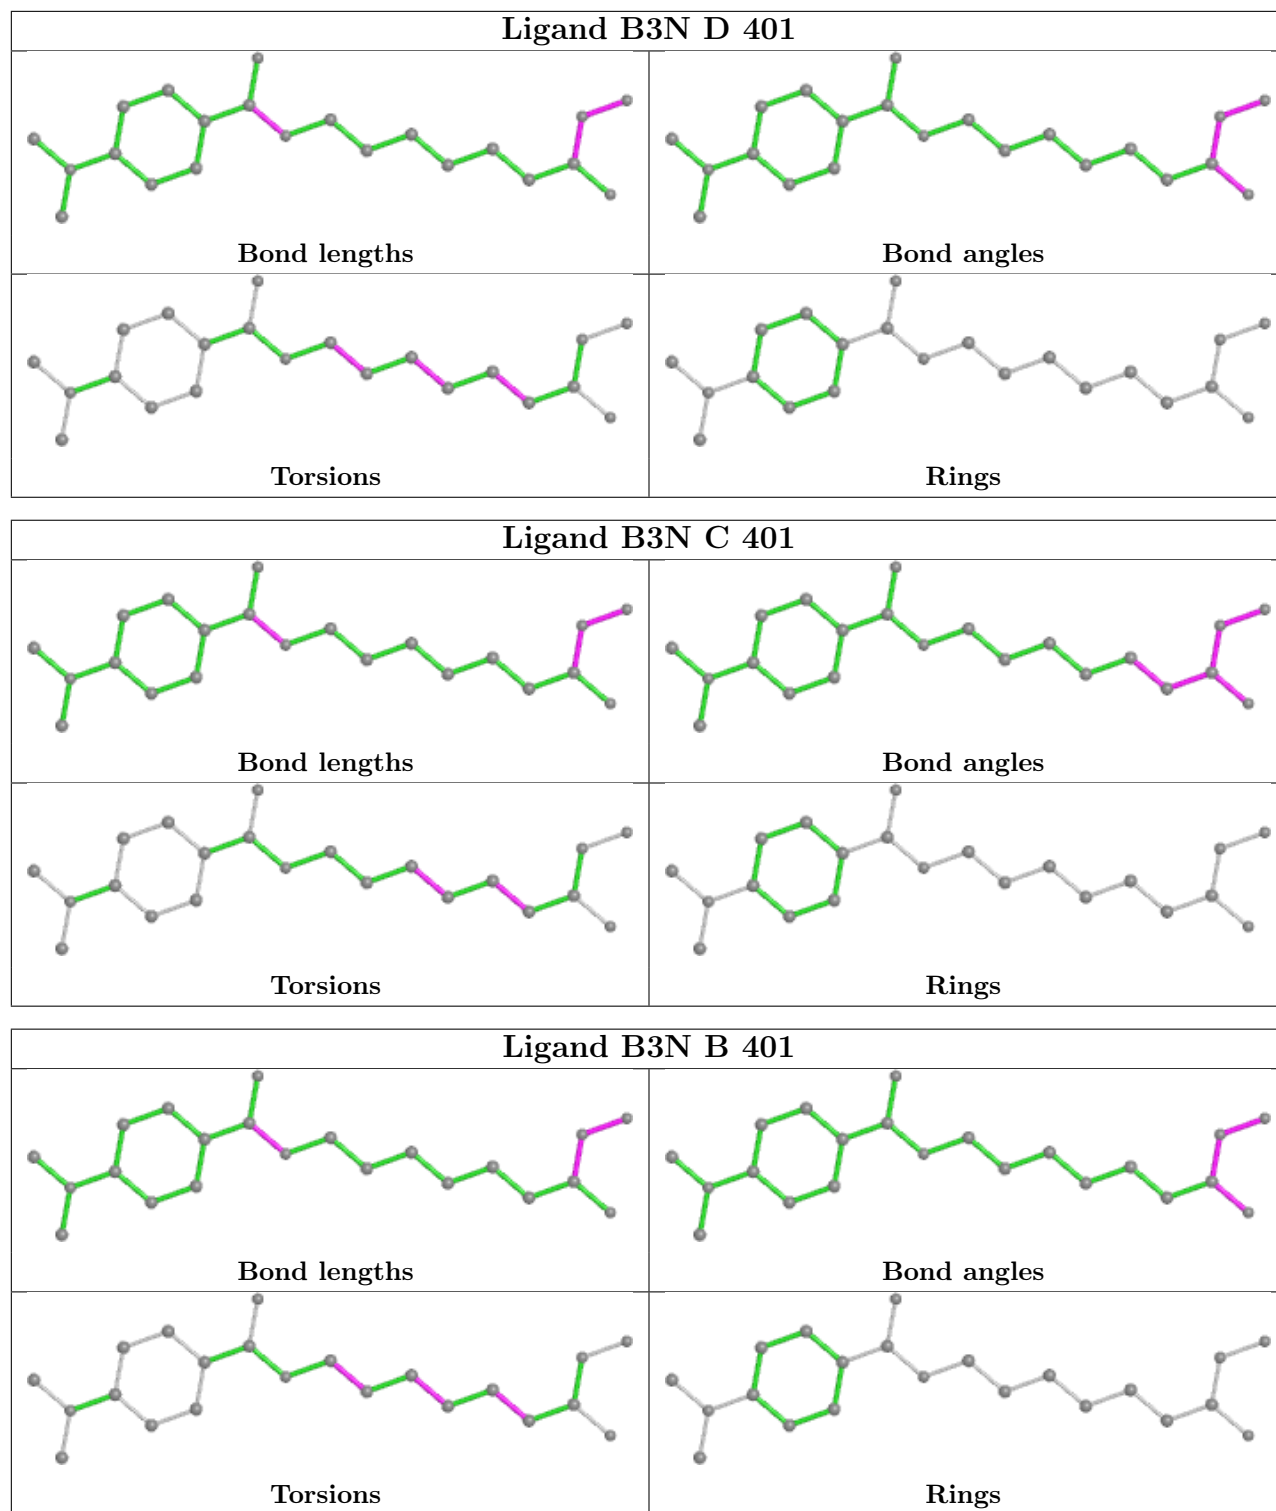 Ligand B3N D 401
Bond lengths
Bond angles
Torsions
Rings
Ligand B3N C 401
Bond lengths
Bond angles
Torsions
Rings
Ligand B3N B 401
Bond lengths
Bond angles
Torsions
Rings